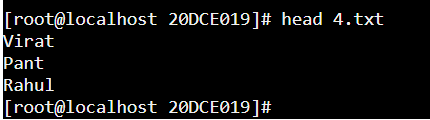 [root@localhost 20DCE019]# head 4.txt
Virat
Pant
Rahul
[root@localhost 20DCE019]#